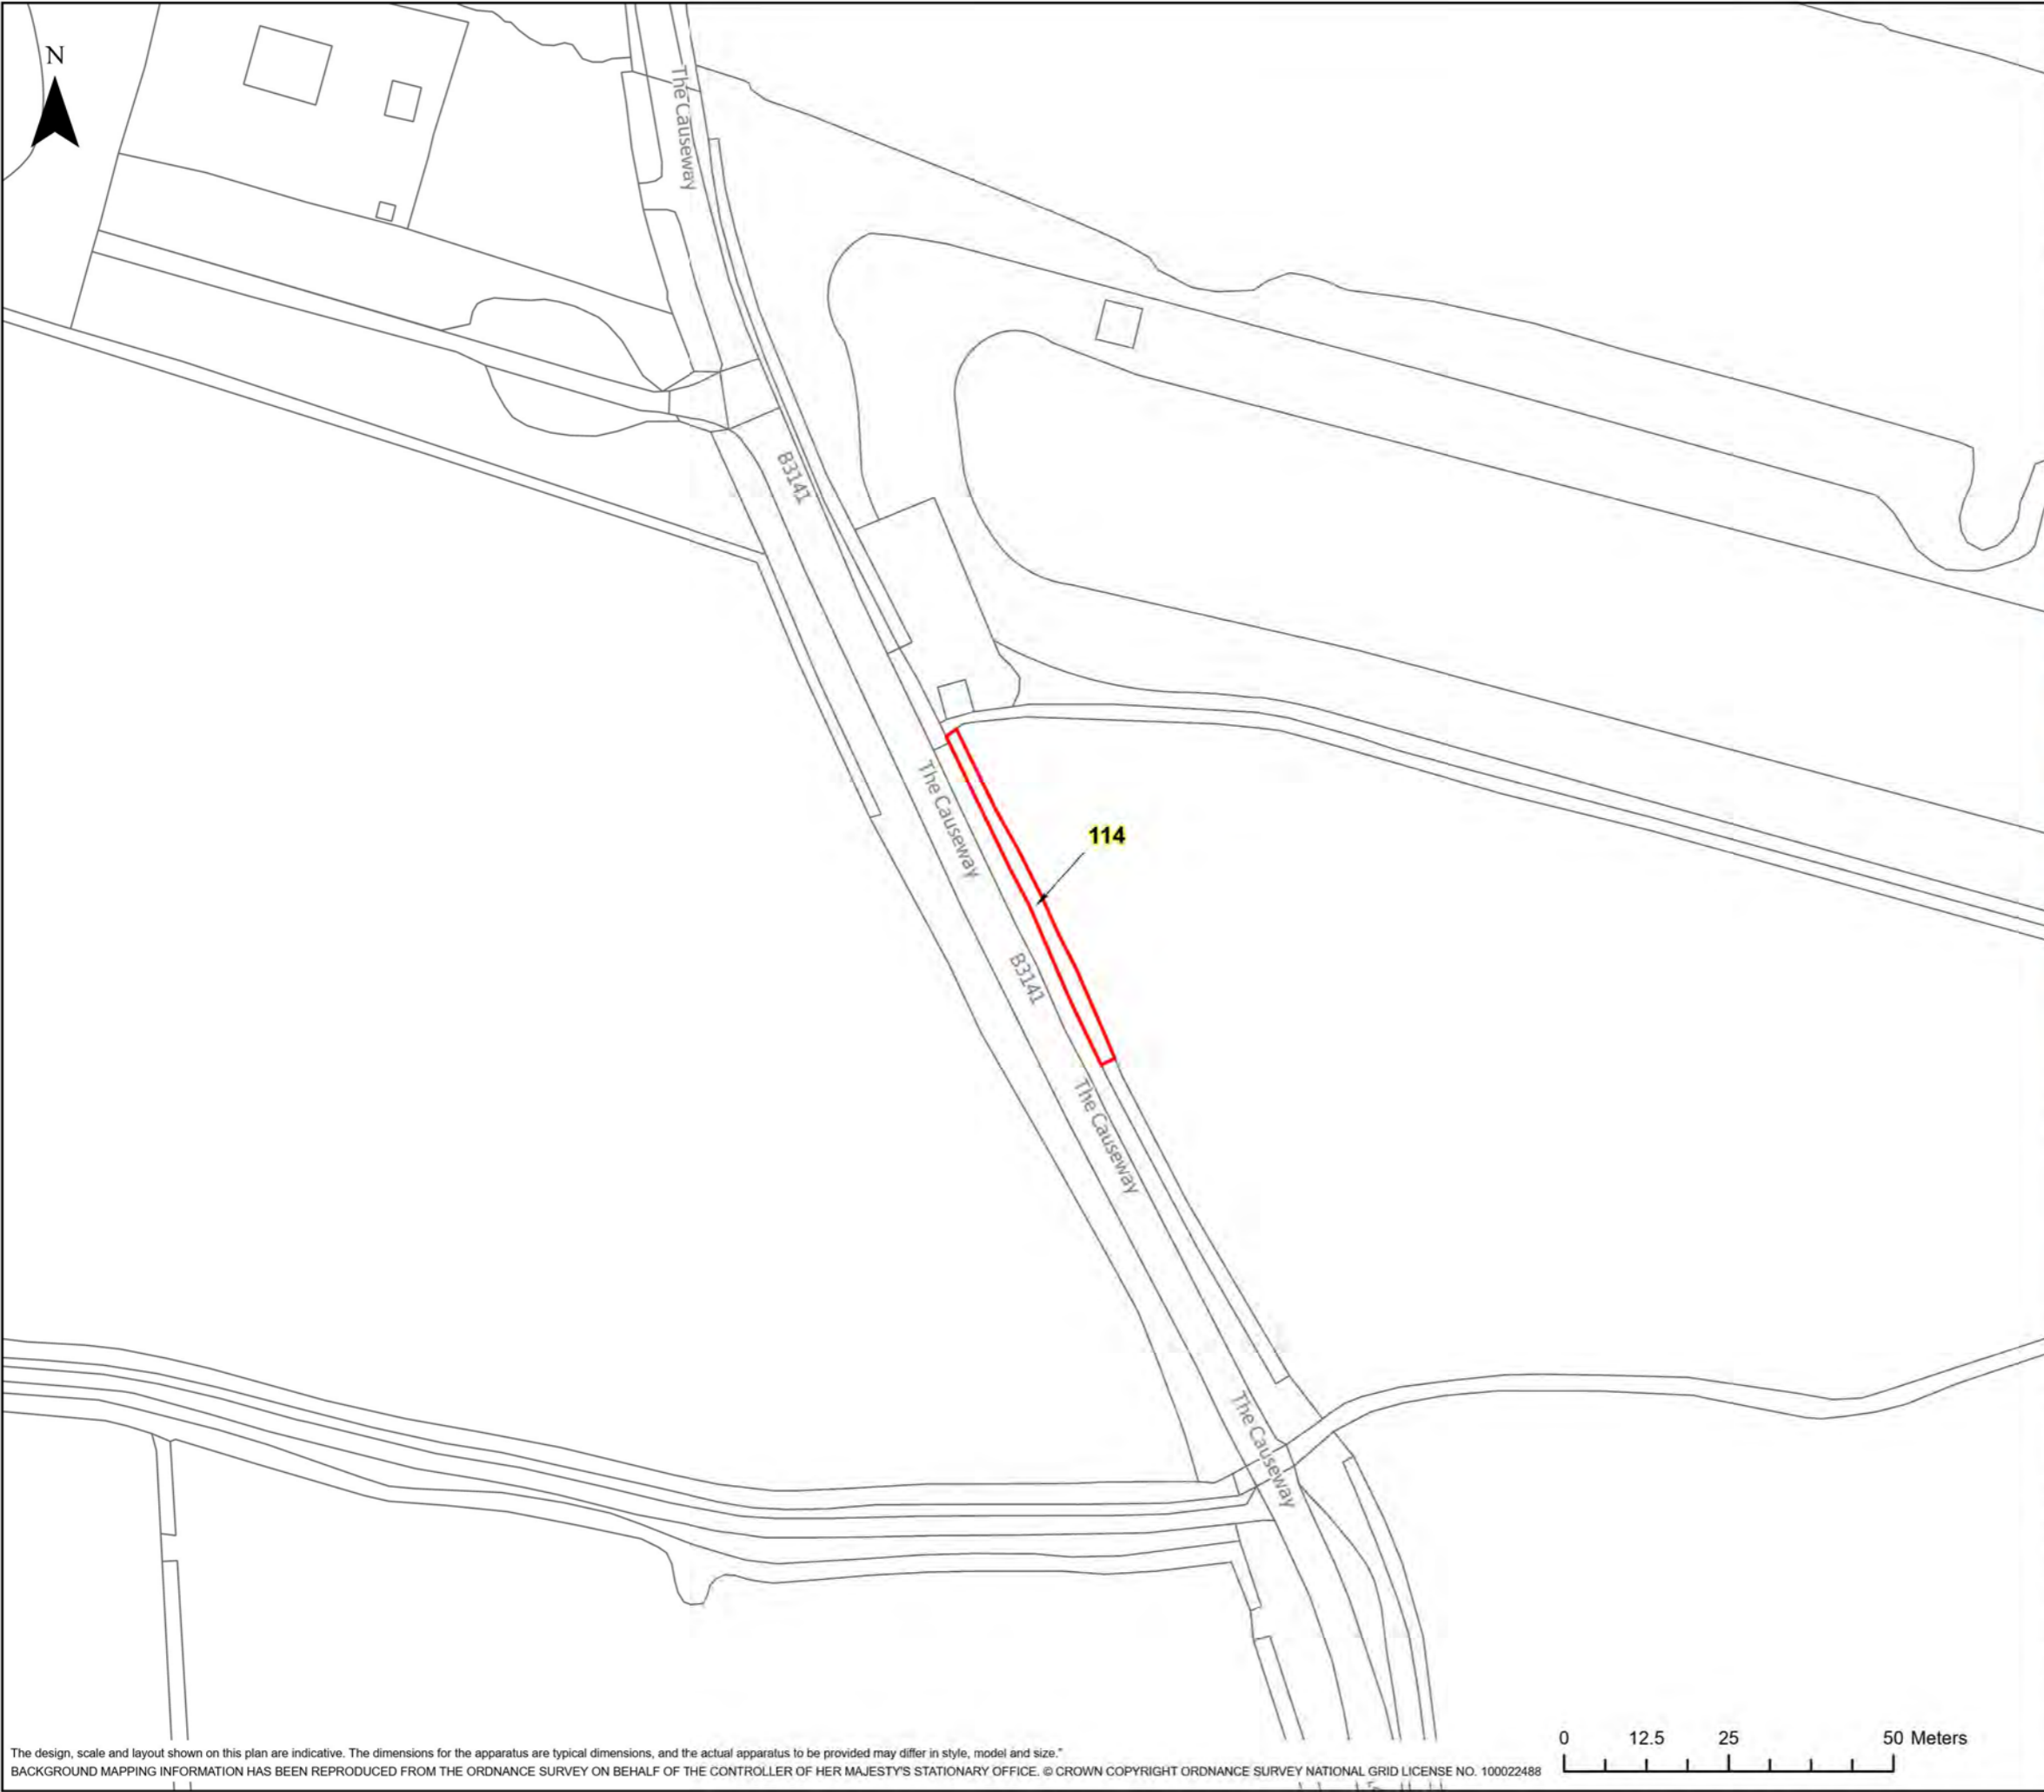 N
The Causeway
B3141
The Causeway
114
B3141
The Causeway
The Causeway
0 12.5 25 50 Meters
The design, scale and layout shown on this plan are indicative. The dimensions for the apparatus are typical dimensions, and the actual apparatus to be provided may differ in style, model and size."
BACKGROUND MAPPING INFORMATION HAS BEEN REPRODUCED FROM THE ORDNANCE SURVEY ON BEHALF OF THE CONTROLLER OF HER MAJESTY'S STATIONARY OFFICE. © CROWN COPYRIGHT ORDNANCE SURVEY NATIONAL GRID LICENSE NO. 100022488